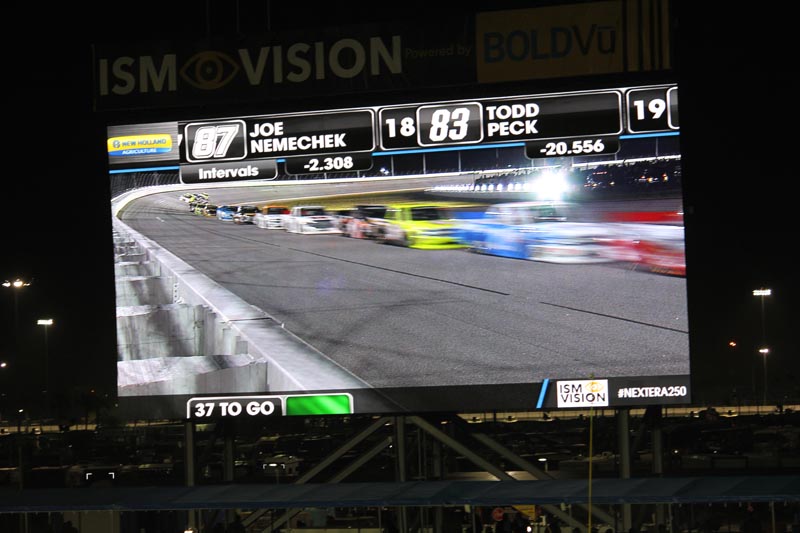 ISM VISION Powered by BOLDVu
NEW HOLLAND
AGRICULTURE
87 JOE NEMECHEK 18 83 TODD PECK 19
Intervals -2.308 -20.556
37 TO GO
ISM VISION #NEXTERA250